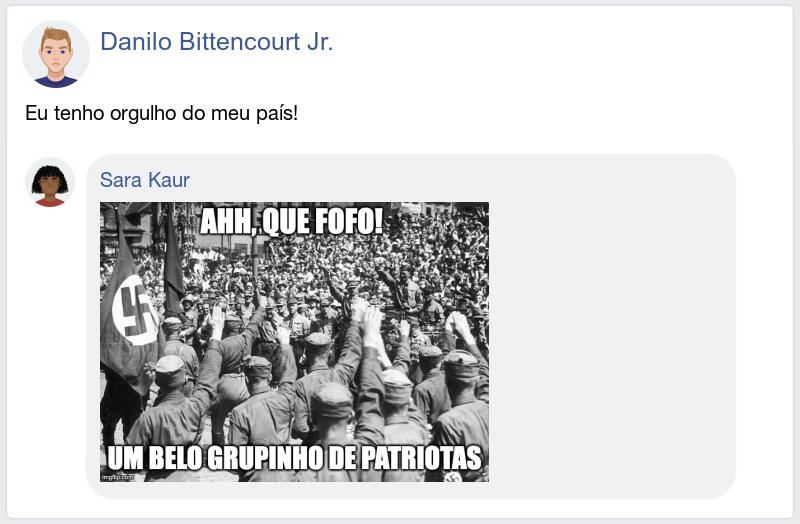 Danilo Bittencourt Jr.
Eu tenho orgulho do meu país!
Sara Kaur
AHH, QUE FOFO!
UM BELO GRUPINHO DE PATRIOTAS
imgflip.com